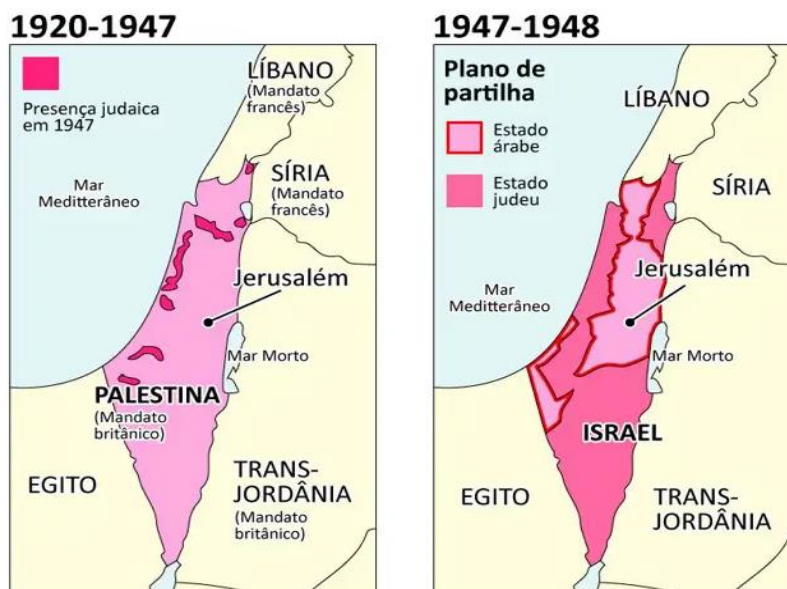 1920-1947
Presença judaica
em 1947
LÍBANO
(Mandato
francês)
SÍRIA
(Mandato
francês)
Mar
Meditterâneo
Jerusalém
Mar Morto
PALESTINA
(Mandato
britânico)
EGITO
TRANS-
JORDÂNIA
(Mandato
britânico)
1947-1948
Plano de
partilha
Estado
árabe
Estado
judeu
LÍBANO
SÍRIA
Mar
Meditterâneo
Jerusalém
Mar Morto
ISRAEL
EGITO
TRANS-
JORDÂNIA